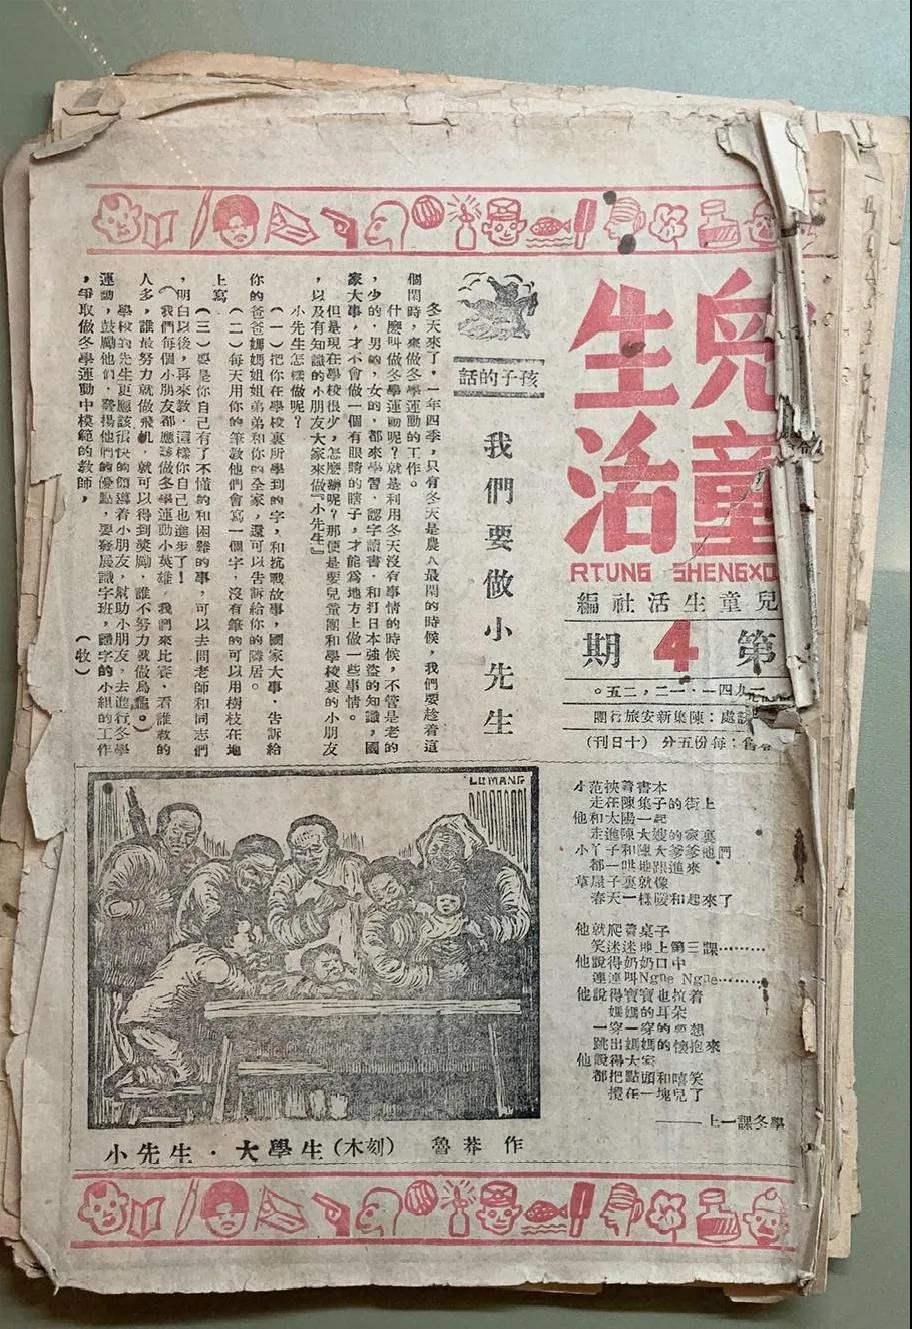 兒童
生活
RTUNG SHENGXO
兒童生活社編
第4期
九四一.一二,二五。
處:陳集新安旅行團
售:每份五分 (十日刊)
孩子的話
我們要做小先生
冬天來了,一年四季,只有冬天是農人最閒的時候,我們要趁着這
個閒時,來做冬學運動的工作。
什麼叫做冬學運動呢?就是利用冬天沒有事情的時候,不管是老的
,少的,男的,女的,都來學習,認字讀書,和打日本強盜的知識,國
家大事,才不會做一個有眼睛的瞎子,才能爲地方上做一些事情。
但是現在學校很少,怎麽辦呢?那便是要兒童團和學校裏的小朋友
,以及有知識的小朋友大家來做『小先生』
小先生怎樣做呢?
(一)把你在學校裏所學到的字,和抗戰故事,國家大事,告訴給
你的爸爸媽媽姐姐弟弟和你的全家,還可以告訴給你的隣居。
(二)每天用你的筆教他們會寫一個字,沒有筆的可以用樹枝在地
上寫
(三)要是你自己有了不懂的和困難的事,可以去問老師和同志們
,明白以後,再來教,這樣你自己也進步了!
(我們每個小朋友都應該做冬學運動小英雄,我們來比賽,看誰教的
人多,誰最努力就做飛机,就可以得到獎勵,誰不努力就做烏龜。)
學校的先生更應該很快的領導着小朋友,幫助小朋友,去進行冬學
運動,鼓勵他們,發揚他們的優點,要發展識字班,識字的小組的工作
,爭取做冬學運動中模範的教師,
(牧)
小范挾着書本
走在陳集子的街上
他和太陽一起
走進陳大嫂的家裏
小丫子和陳大爹爹他們
都一哄地跟進來
草屋子裏就像
春天一樣暖和起來了
他就爬着桌子
笑迷迷地上第三課………
他說得奶奶口中
連連叫Ngne Ngne………
他說得寶寶也拉着
媽媽的耳朶
一穿一穿的要想
跳出媽媽的懷抱來
他說得大家
都把點頭和嘻笑
攪在一塊兒了
——上一課冬學
LUMANG
小先生·大學生(木刻) 魯莽作